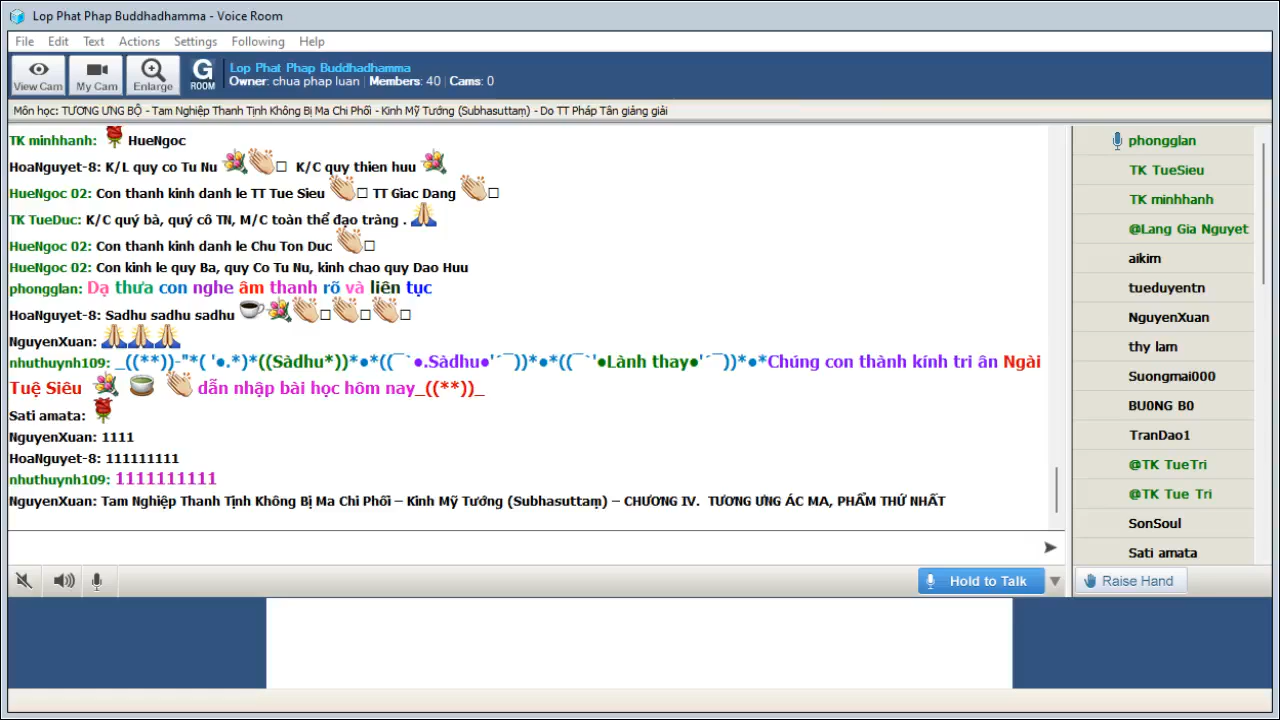 Lop Phat Phap Buddhadhamma - Voice Room
File Edit Text Actions Settings Following Help
View Cam My Cam Enlarge G ROOM
Lop Phat Phap Buddhadhamma
Owner: chua phap luan Members: 40 Cams: 0
Môn học: TƯƠNG ƯNG BỘ - Tam Nghiệp Thanh Tịnh Không Bị Ma Chi Phối - Kinh Mỹ Tướng (Subhasuttaṃ) - Do TT Pháp Tân giảng giải
TK minhhanh: 🌹 HueNgoc
HoaNguyet-8: K/L quy co Tu Nu 💐👏□ K/C quy thien huu 💐
HueNgoc 02: Con thanh kinh danh le TT Tue Sieu 👏□ TT Giac Dang 👏□
TK TueDuc: K/C quý bà, quý cô TN, M/C toàn thể đạo tràng . 🙏
HueNgoc 02: Con thanh kinh danh le Chu Ton Duc 👏□
HueNgoc 02: Con kinh le quy Ba, quy Co Tu Nu, kinh chao quy Dao Huu
phongglan: Dạ thưa con nghe âm thanh rõ và liên tục
HoaNguyet-8: Sadhu sadhu sadhu ☕💐👏□👏□👏□
NguyenXuan: 🙏🙏🙏
nhuthuynh109: _((**))-"*( '●.*)*((Sàdhu*))*●*((¯`●.Sàdhu●'´¯))*●*((¯`'●Lành thay●'´¯))*●*Chúng con thành kính tri ân Ngài
Tuệ Siêu 💐 🍵 👏 dẫn nhập bài học hôm nay_((**))_
Sati amata: 🌹
NguyenXuan: 1111
HoaNguyet-8: 111111111
nhuthuynh109: 1111111111
NguyenXuan: Tam Nghiệp Thanh Tịnh Không Bị Ma Chi Phối – Kinh Mỹ Tướng (Subhasuttaṃ) – CHƯƠNG IV. TƯƠNG ƯNG ÁC MA, PHẨM THỨ NHẤT
phongglan
TK TueSieu
TK minhhanh
@Lang Gia Nguyet
aikim
tueduyentn
NguyenXuan
thy lam
Suongmai000
BU0NG B0
TranDao1
@TK TueTri
@TK Tue Tri
SonSoul
Sati amata
Hold to Talk
Raise Hand